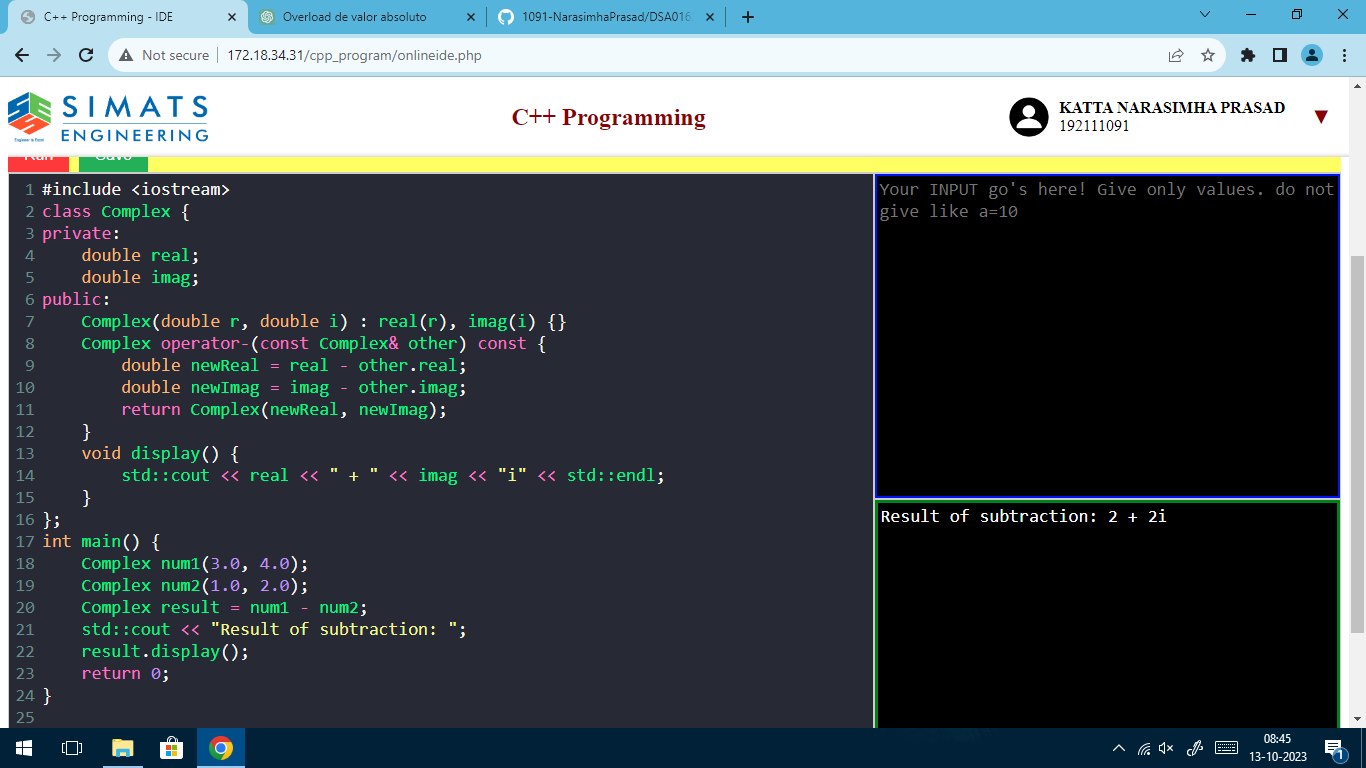 C++ Programming - IDE
Overload de valor absoluto
1091-NarasimhaPrasad/DSA016
Not secure
172.18.34.31/cpp_program/onlineide.php
SIMATS
ENGINEERING
C++ Programming
KATTA NARASIMHA PRASAD
192111091
Run
Save
1 #include <iostream>
2 class Complex {
3 private:
4     double real;
5     double imag;
6 public:
7     Complex(double r, double i) : real(r), imag(i) {}
8     Complex operator-(const Complex& other) const {
9         double newReal = real - other.real;
10         double newImag = imag - other.imag;
11         return Complex(newReal, newImag);
12     }
13     void display() {
14         std::cout << real << " + " << imag << "i" << std::endl;
15     }
16 };
17 int main() {
18     Complex num1(3.0, 4.0);
19     Complex num2(1.0, 2.0);
20     Complex result = num1 - num2;
21     std::cout << "Result of subtraction: ";
22     result.display();
23     return 0;
24 }
25
Your INPUT go's here! Give only values. do not
give like a=10
Result of subtraction: 2 + 2i
08:45
13-10-2023
1